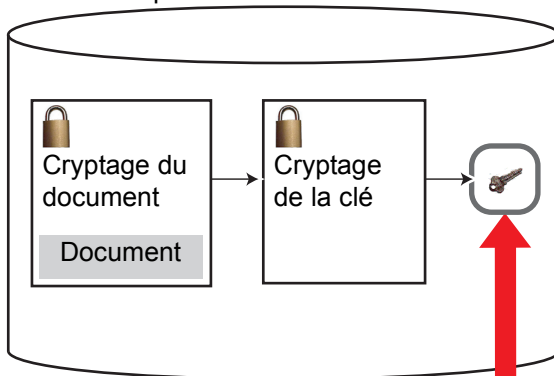 Cryptage du
document
Document
Cryptage
de la clé